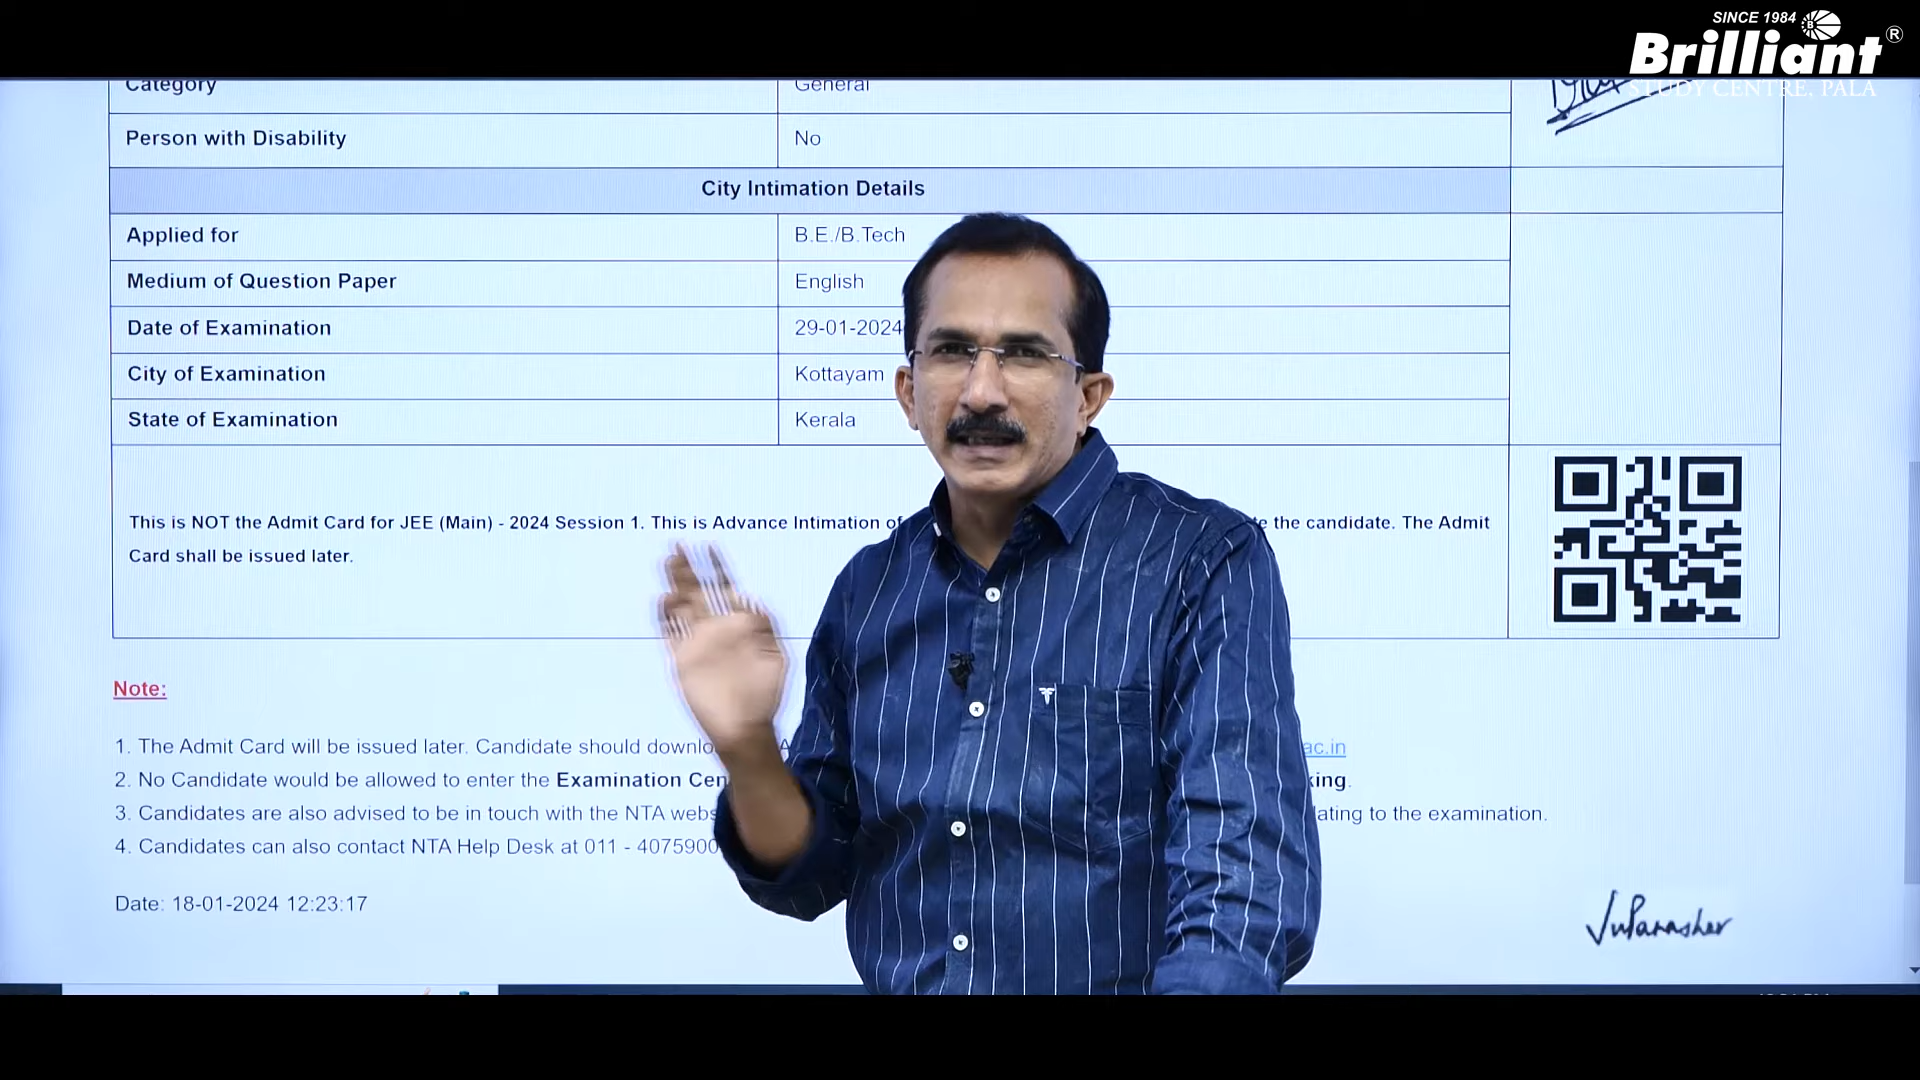 SINCE 1984
Brilliant ®
STUDY CENTRE, PALA
Category General
Person with Disability No
City Intimation Details
Applied for B.E./B.Tech
Medium of Question Paper English
Date of Examination 29-01-2024
City of Examination Kottayam
State of Examination Kerala
This is NOT the Admit Card for JEE (Main) - 2024 Session 1. This is Advance Intimation of the candidate. The Admit
Card shall be issued later.
Note:
1. The Admit Card will be issued later. Candidate should ac.in
2. No Candidate would be allowed to enter the Examination
3. Candidates are also advised to be in touch with the NTA to the examination.
4. Candidates can also contact NTA Help Desk at 011 - 4075900
Date: 18-01-2024 12:23:17